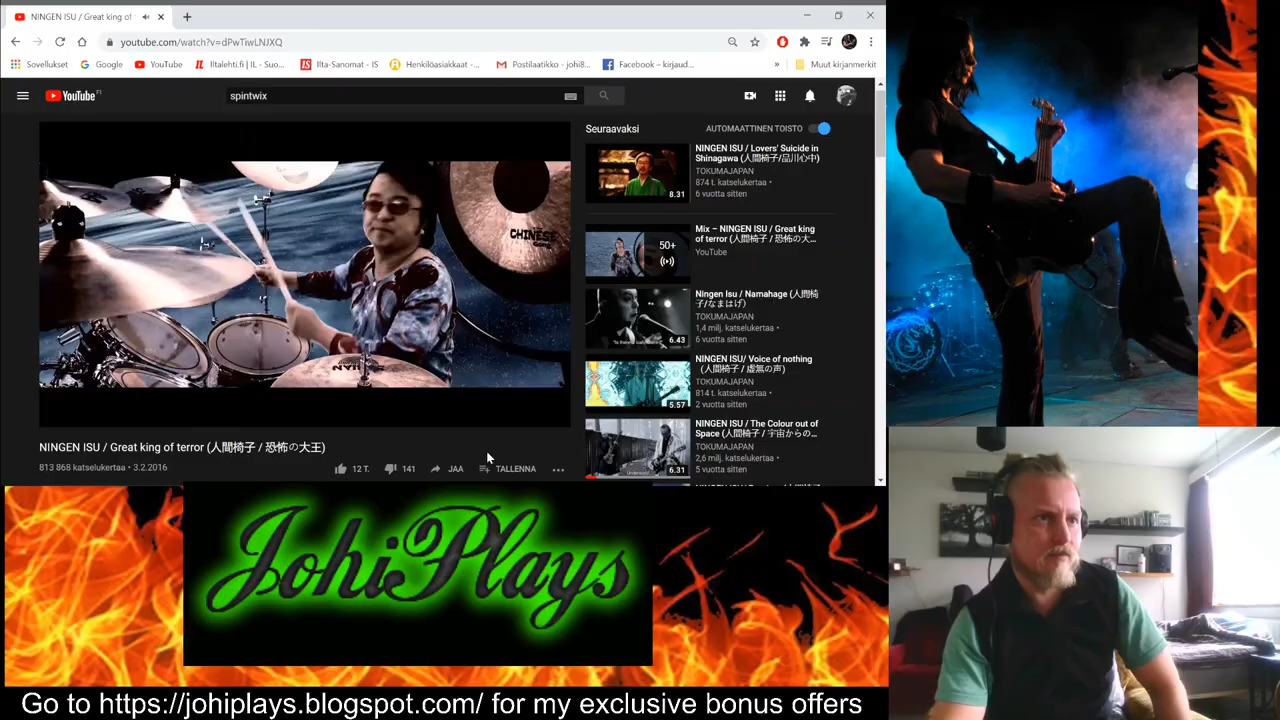 NINGEN ISU / Great king of
youtube.com/watch?v=dPwTiwLNJXQ
Sovellukset
Google
YouTube
Iltalehti.fi | IL - Suo...
Ilta-Sanomat - IS
Henkilöasiakkaat -...
Postilaatikko - johi8...
Facebook – kirjaud...
»
Muut kirjanmerkit
YouTube FI
spintwix
CHINESE
NINGEN ISU / Great king of terror (人間椅子 / 恐怖の大王)
813 868 katselukertaa • 3.2.2016
12 T.
141
JAA
TALLENNA
Seuraavaksi
AUTOMAATTINEN TOISTO
8.31
NINGEN ISU / Lovers' Suicide in
Shinagawa (人間椅子/品川心中)
TOKUMAJAPAN
874 t. katselukertaa •
6 vuotta sitten
50+
Mix – NINGEN ISU / Great king
of terror (人間椅子 / 恐怖の大...
YouTube
6.43
Ningen Isu / Namahage (人間椅
子/なまはげ)
TOKUMAJAPAN
1,4 milj. katselukertaa •
6 vuotta sitten
5.57
NINGEN ISU/ Voice of nothing
(人間椅子 / 虚無の声)
TOKUMAJAPAN
814 t. katselukertaa •
2 vuotta sitten
6.31
NINGEN ISU / The Colour out of
Space (人間椅子 / 宇宙からの...
TOKUMAJAPAN
2,6 milj. katselukertaa •
5 vuotta sitten
JohiPlays
Go to https://johiplays.blogspot.com/ for my exclusive bonus offers